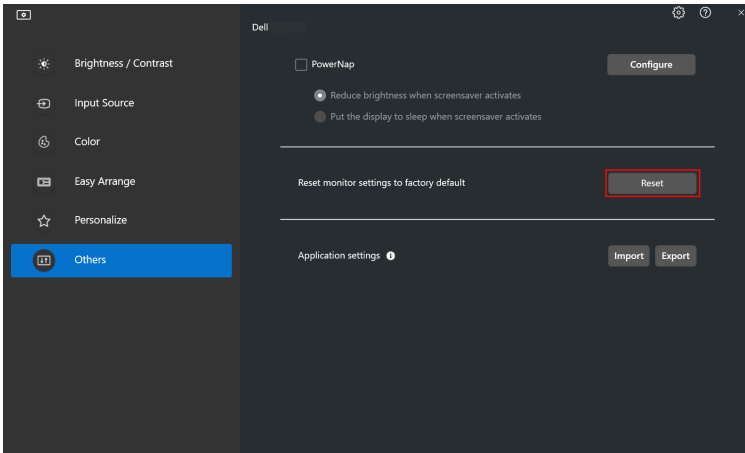 Dell
Brightness / Contrast
Input Source
Color
Easy Arrange
Personalize
Others
PowerNap
Configure
Reduce brightness when screensaver activates
Put the display to sleep when screensaver activates
Reset monitor settings to factory default
Reset
Application settings
Import
Export